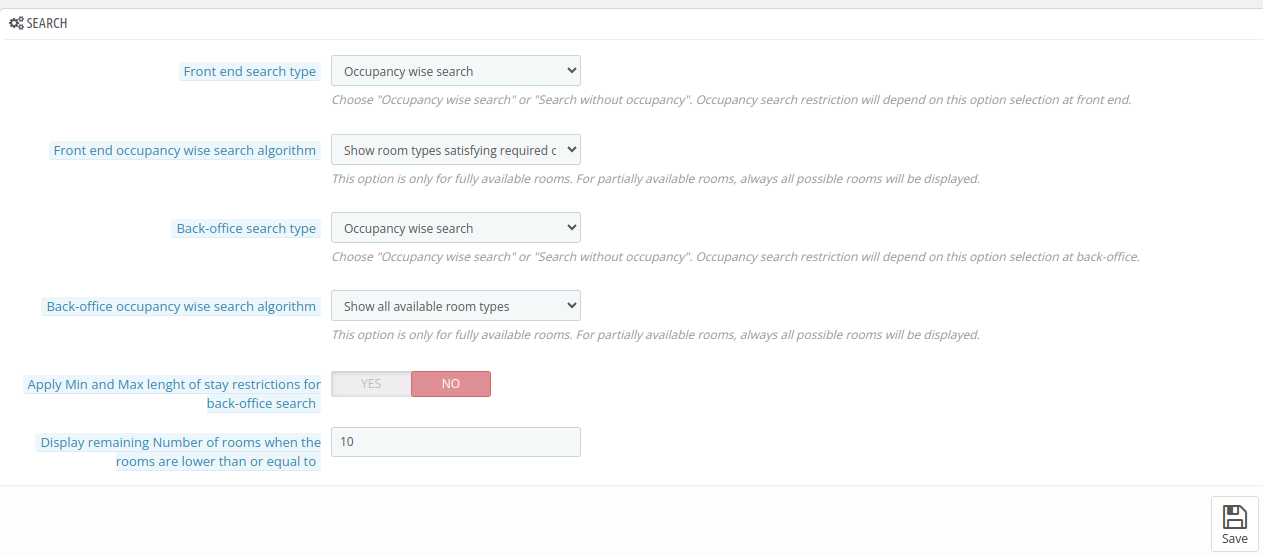 SEARCH
Front end search type
Occupancy wise search
Choose "Occupancy wise search" or "Search without occupancy". Occupancy search restriction will depend on this option selection at front end.
Front end occupancy wise search algorithm
Show room types satisfying required c
This option is only for fully available rooms. For partially available rooms, always all possible rooms will be displayed.
Back-office search type
Occupancy wise search
Choose "Occupancy wise search" or "Search without occupancy". Occupancy search restriction will depend on this option selection at back-office.
Back-office occupancy wise search algorithm
Show all available room types
This option is only for fully available rooms. For partially available rooms, always all possible rooms will be displayed.
Apply Min and Max lenght of stay restrictions for
back-office search
YES NO
Display remaining Number of rooms when the
rooms are lower than or equal to
10
Save